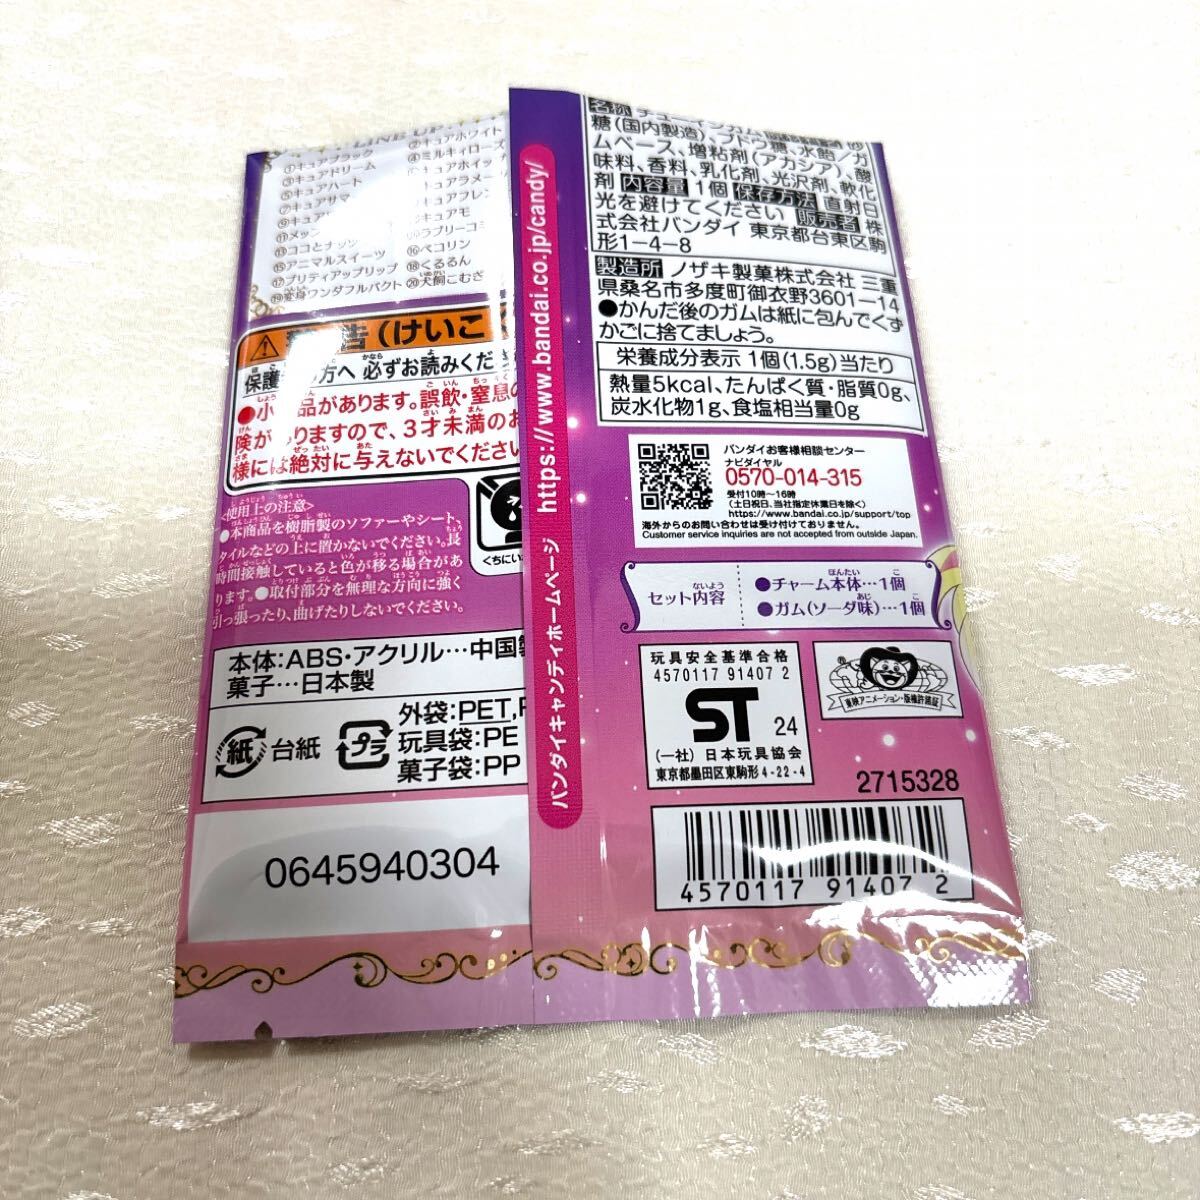 LINE UP
①キュアブラック
②キュアホワイト
③キュアドリーム
④ミルキィローズ
⑤キュアハート
キュアホイッ
⑦キュアサマ
キュアラメー
キュアフレン
キュアモ
⑪メップ
ラブリーコミ
⑬ココとナッツ
⑯ペコリン
⑮アニマルスイーツ
⑱くるるん
⑰プリティアップリップ
⑲変身ワンダフルパクト
⑳犬飼こむぎ
告(けいこ
保護 の方へ 必ずお読みくださ
●小 品があります。誤飲・窒息の
険が ありますので、3才未満のお
様には絶対に与えないでください
<使用上の注意>
●本商品を樹脂製のソファーやシート、
タイルなどの上に置かないでください。長
時間接触していると色が移る場合があ
ります。●取付部分を無理な方向に強く
引っ張ったり、曲げたりしないでください。
くちにい
本体:ABS・アクリル…中国製
菓子…日本製
紙 台紙
プラ
外袋:PET,P
玩具袋:PE
菓子袋:PP
0645940304
バンダイキャンディホームページ https://www.bandai.co.jp/candy/
名称 チューインガム
糖(国内製造)、ブドウ糖、水飴/ガ
ムベース、増粘剤(アカシア)、酸
味料、香料、乳化剤、光沢剤、軟化
剤 内容量 1個 保存方法 直射日
光を避けてください 販売者 株
式会社バンダイ 東京都台東区駒
形1-4-8
製造所 ノザキ製菓株式会社 三重
県桑名市多度町御衣野3601-14
●かんだ後のガムは紙に包んでくず
かごに捨てましょう。
栄養成分表示 1個(1.5g)当たり
熱量5kcal、たんぱく質・脂質0g、
炭水化物1g、食塩相当量0g
バンダイお客様相談センター
ナビダイヤル
0570-014-315
受付10時〜16時
(土日祝日、当社指定休業日を除く)
https://www.bandai.co.jp/support/top
海外からのお問い合わせは受け付けておりません。
Customer service inquiries are not accepted from outside Japan.
セット内容
●チャーム本体…1個
●ガム(ソーダ味)…1個
玩具安全基準合格
4570117 91407 2
ST 24
(一社)日本玩具協会
東京都墨田区東駒形4-22-4
東映アニメーション・版権許諾証
2715328
4570117 91407 2